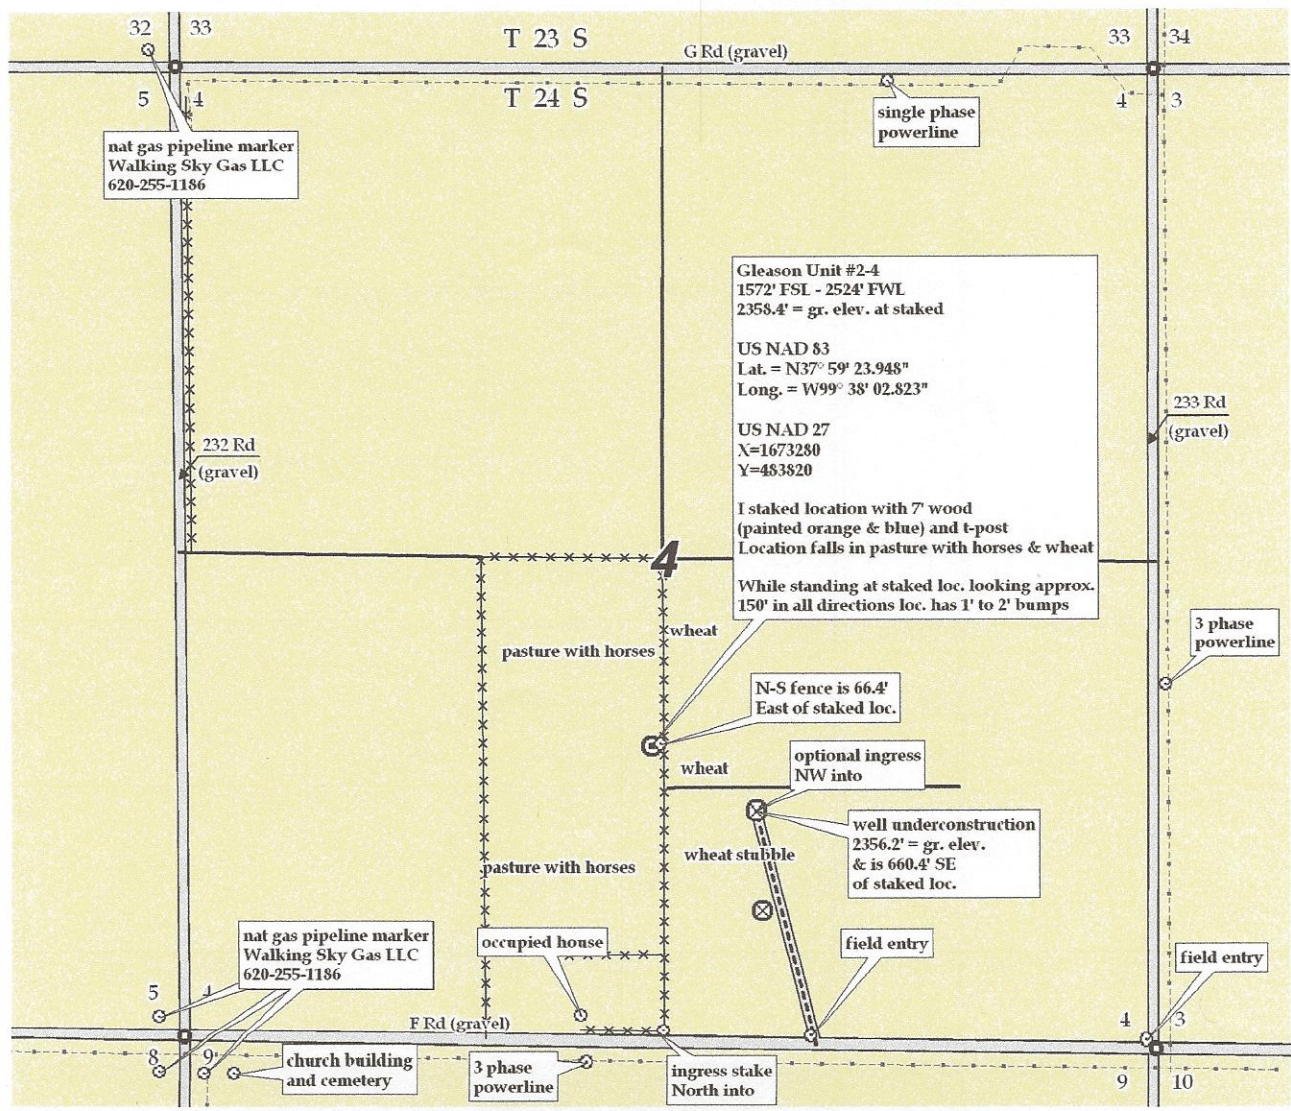 32 33
T 23 S
G Rd (gravel)
33 34
5 4
T 24 S
4 3
single phase
powerline
nat gas pipeline marker
Walking Sky Gas LLC
620-255-1186
Gleason Unit #2-4
1572' FSL - 2524' FWL
2358.4' = gr. elev. at staked
US NAD 83
Lat. = N37° 59' 23.948"
Long. = W99° 38' 02.823"
US NAD 27
X=1673280
Y=483820
I staked location with 7' wood
(painted orange & blue) and t-post
Location falls in pasture with horses & wheat
While standing at staked loc. looking approx.
150' in all directions loc. has 1' to 2' bumps
232 Rd
(gravel)
233 Rd
(gravel)
4
wheat
pasture with horses
3 phase
powerline
N-S fence is 66.4'
East of staked loc.
optional ingress
NW into
wheat
well underconstruction
2356.2' = gr. elev.
& is 660.4' SE
of staked loc.
wheat stubble
pasture with horses
nat gas pipeline marker
Walking Sky Gas LLC
620-255-1186
occupied house
field entry
field entry
5 4
F Rd (gravel)
4 3
8 9
church building
and cemetery
3 phase
powerline
ingress stake
North into
9 10